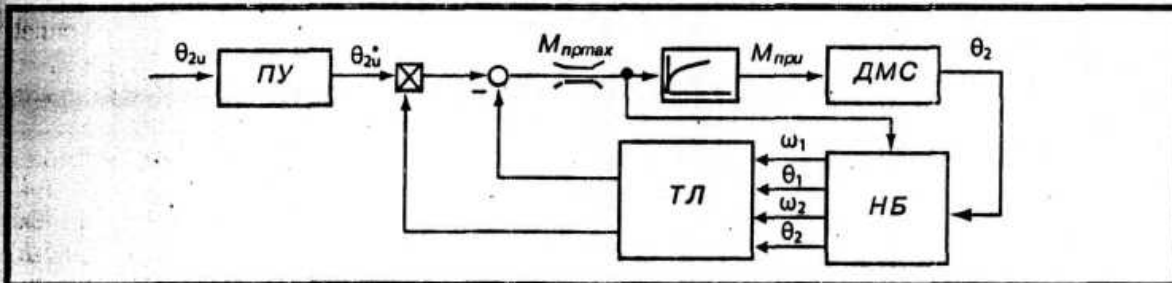 θ₂ᵤ
ПУ
θ₂ᵤ*
−
Mпрmax
Mпри
ДМС
θ₂
ТЛ
ω₁
θ₁
ω₂
θ₂
НБ